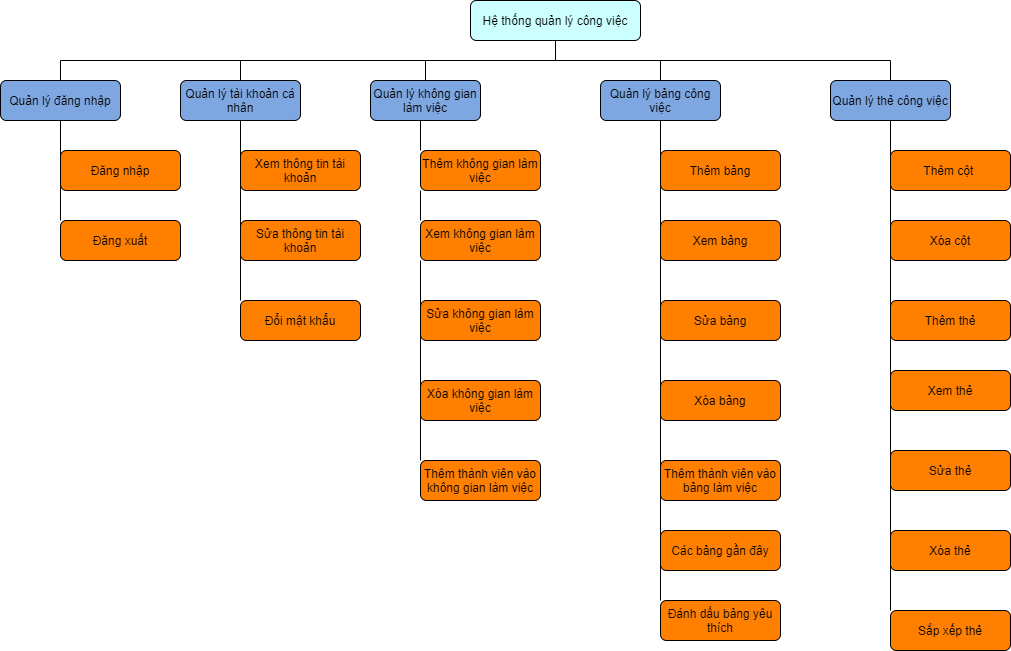 Hệ thống quản lý công việc
Quản lý đăng nhập
Quản lý tài khoản cá
nhân
Quản lý không gian
làm việc
Quản lý bảng công
việc
Quản lý thẻ công việc
Đăng nhập
Đăng xuất
Xem thông tin tài
khoản
Sửa thông tin tài
khoản
Đổi mật khẩu
Thêm không gian làm
việc
Xem không gian làm
việc
Sửa không gian làm
việc
Xóa không gian làm
việc
Thêm thành viên vào
không gian làm việc
Thêm bảng
Xem bảng
Sửa bảng
Xóa bảng
Thêm thành viên vào
bảng làm việc
Các bảng gần đây
Đánh dấu bảng yêu
thích
Thêm cột
Xóa cột
Thêm thẻ
Xem thẻ
Sửa thẻ
Xóa thẻ
Sắp xếp thẻ